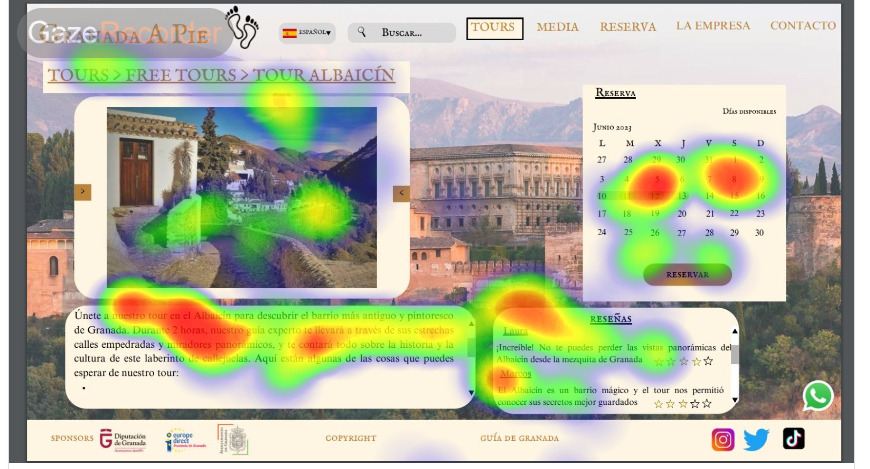 GazeRecorder
Granada A Pie
ESPAÑOL▾
Buscar...
TOURS
MEDIA
RESERVA
LA EMPRESA
CONTACTO
TOURS > FREE TOURS > TOUR ALBAICÍN
>
<
Reserva
Días disponibles
Junio 2023
L M X J V S D
27 28 29 30 31 1 2
3 4 5 7 8 9
10 12 13 14 15 16
17 18 19 20 21 22 23
24 25 26 27 28 29 30
RESERVAR
Únete a nuestro tour en el Albaicín para descubrir el barrio más antiguo y pintoresco
de Granada. Durante 2 horas, nuestro guía experto te llevará a través de sus estrechas
calles empedradas y miradores panorámicos, y te contará todo sobre la historia y la
cultura de este laberinto de callejuelas. Aquí están algunas de las cosas que puedes
esperar de nuestro tour:
•
RESEÑAS
Laura
¡Increíble! No te puedes perder las vistas panorámicas del
Albaicín desde la mezquita de Granada
Marcos
El Albaicín es un barrio mágico y el tour nos permitió
conocer sus secretos mejor guardados
SPONSORS
Diputación
de Granada
europe
direct
COPYRIGHT
GUÍA DE GRANADA